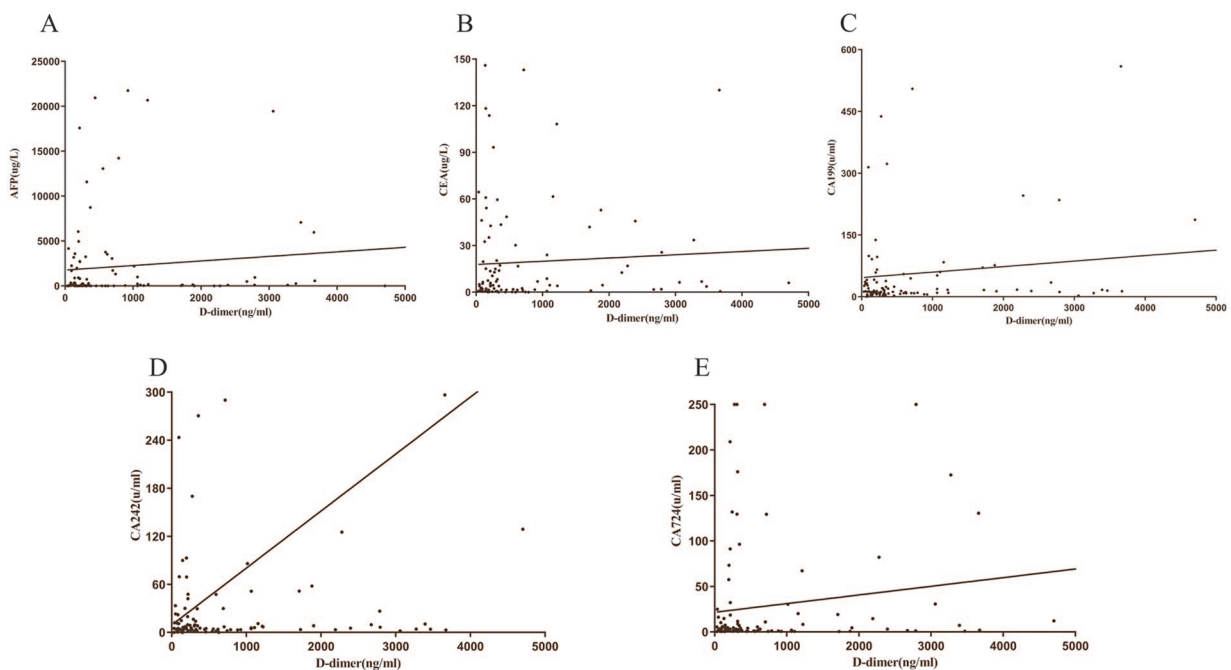 A
B
C
25000
20000
15000
10000
5000
0
AFP(ug/L)
0 1000 2000 3000 4000 5000
D-dimer(ng/ml)
150
120
90
60
30
0
CEA(ug/L)
0 1000 2000 3000 4000 5000
D-dimer(ng/ml)
600
450
300
150
0
CA199(u/ml)
0 1000 2000 3000 4000 5000
D-dimer(ng/ml)
D
E
300
240
180
120
60
0
CA242(u/ml)
0 1000 2000 3000 4000 5000
D-dimer(ng/ml)
250
200
150
100
50
0
CA724(u/ml)
0 1000 2000 3000 4000 5000
D-dimer(ng/ml)